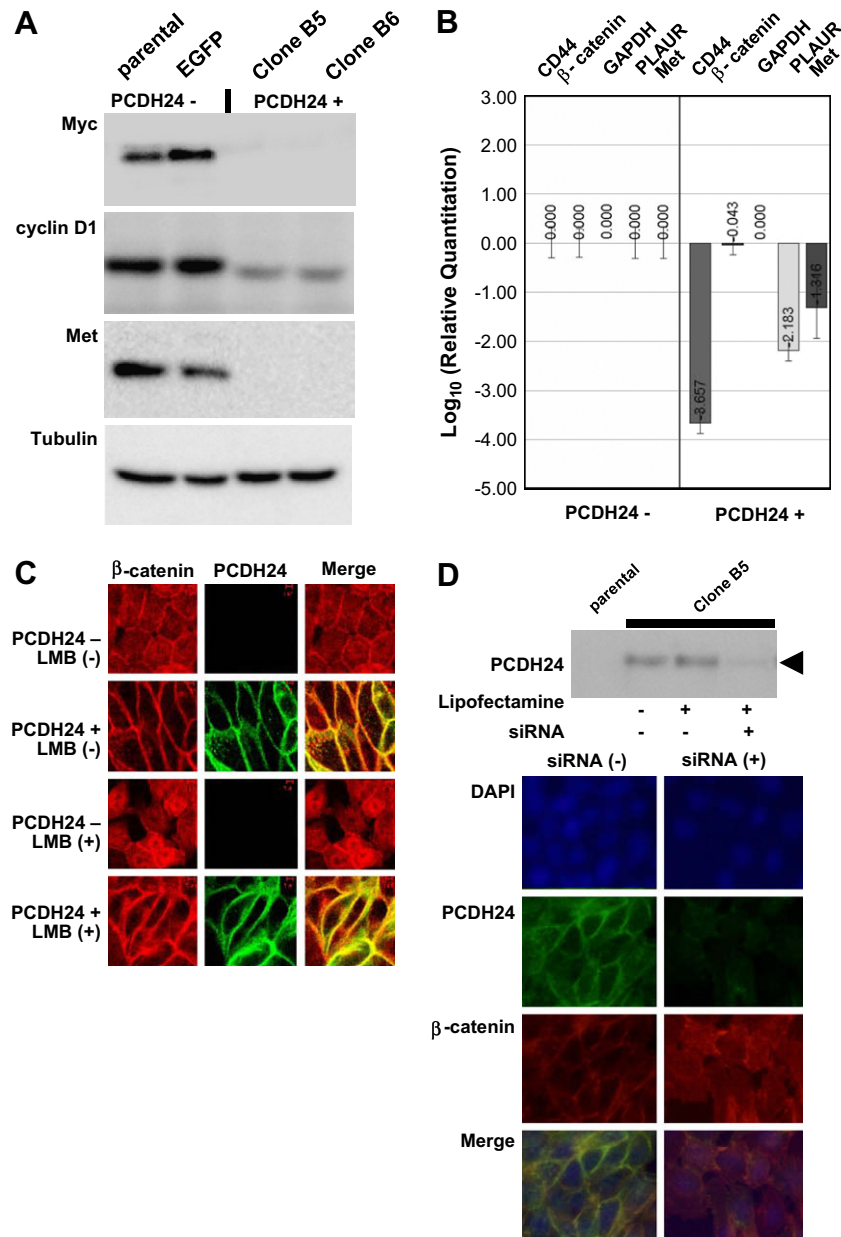 A
parental
EGFP
Clone B5
Clone B6
PCDH24 -
PCDH24 +
Myc
cyclin D1
Met
Tubulin
B
CD44
β- catenin
GAPDH
PLAUR
Met
CD44
β- catenin
GAPDH
PLAUR
Met
Log10 (Relative Quantitation)
3.00
2.00
1.00
0.00
-1.00
-2.00
-3.00
-4.00
-5.00
0.000
0.000
0.000
0.000
0.000
-3.657
-0.043
0.000
-2.183
-1.316
PCDH24 -
PCDH24 +
C
β-catenin
PCDH24
Merge
PCDH24 –
LMB (-)
PCDH24 +
LMB (-)
PCDH24 –
LMB (+)
PCDH24 +
LMB (+)
D
parental
Clone B5
PCDH24
Lipofectamine - + +
siRNA - - +
siRNA (-)
siRNA (+)
DAPI
PCDH24
β-catenin
Merge